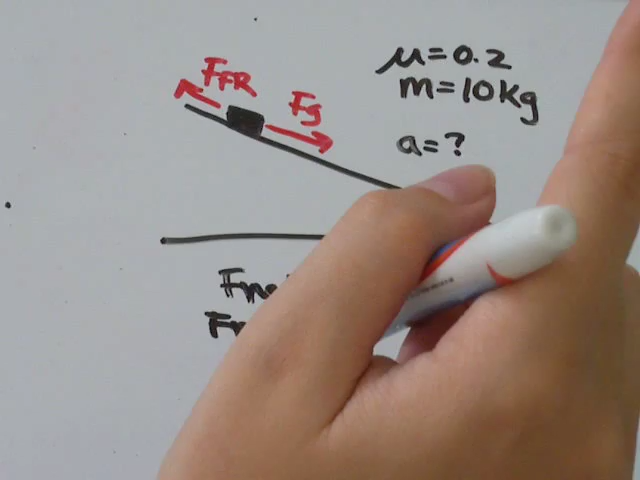 μ=0.2
FFR
m=10kg
Fg
a=?